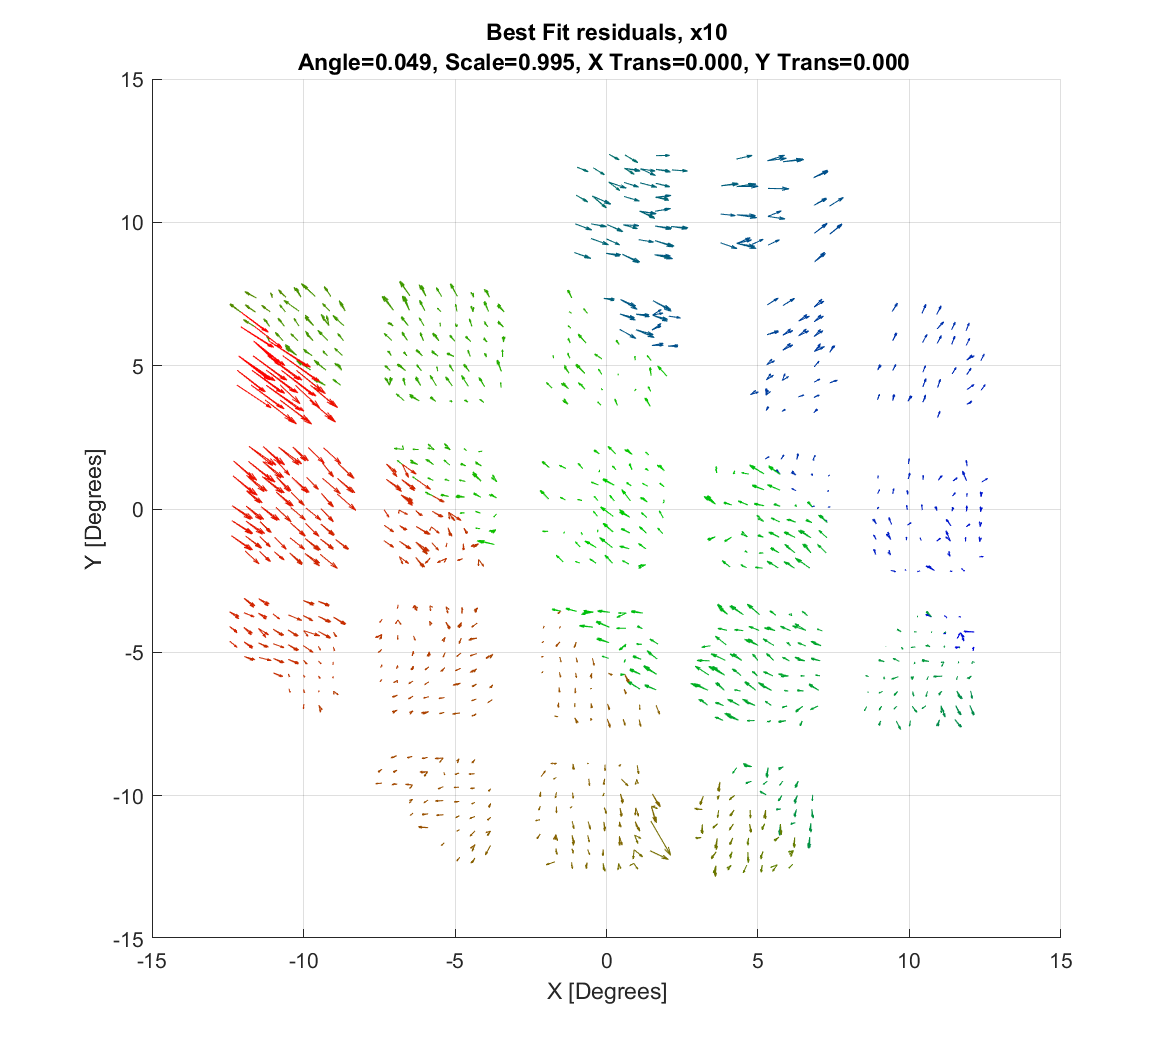 Best Fit residuals, x10
Angle=0.049, Scale=0.995, X Trans=0.000, Y Trans=0.000
15
10
5
0
-5
-10
-15
Y [Degrees]
-15 -10 -5 0 5 10 15
X [Degrees]